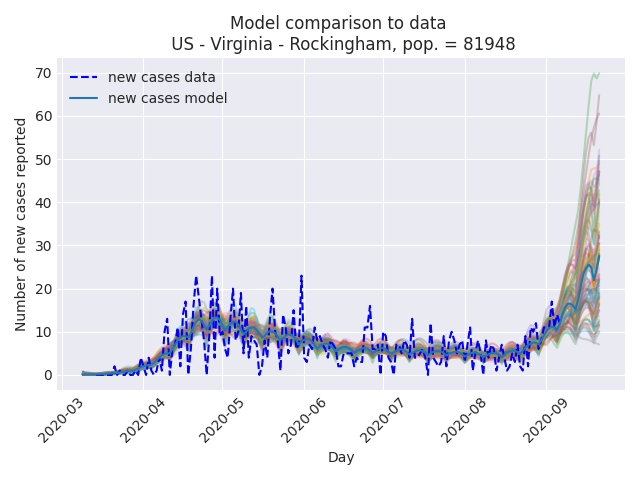 Model comparison to data
US - Virginia - Rockingham, pop. = 81948
new cases data
new cases model
Number of new cases reported
70
60
50
40
30
20
10
0
2020-03
2020-04
2020-05
2020-06
2020-07
2020-08
2020-09
Day